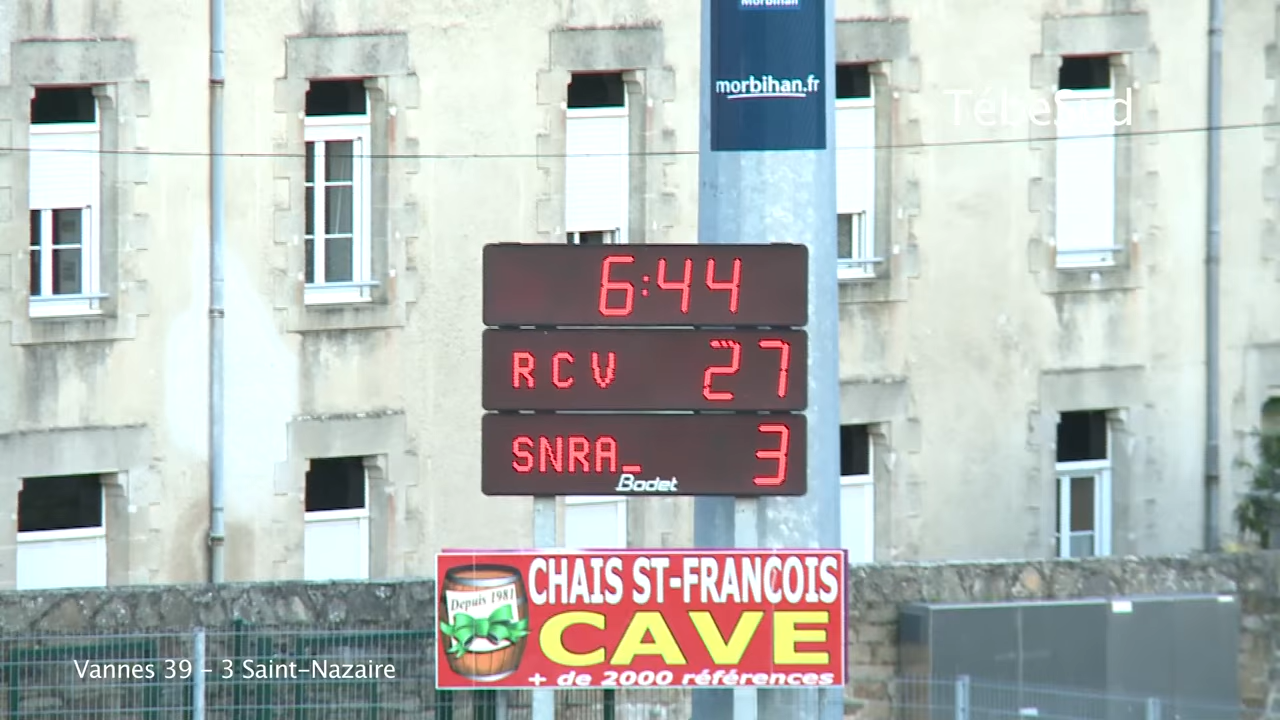 Morbihan
morbihan.fr
TébéSud
6:44
RCV 27
SNRA_ 3
Bodet
CHAIS ST-FRANÇOIS
Depuis 1981
CAVE
+ de 2000 références
Vannes 39 - 3 Saint-Nazaire